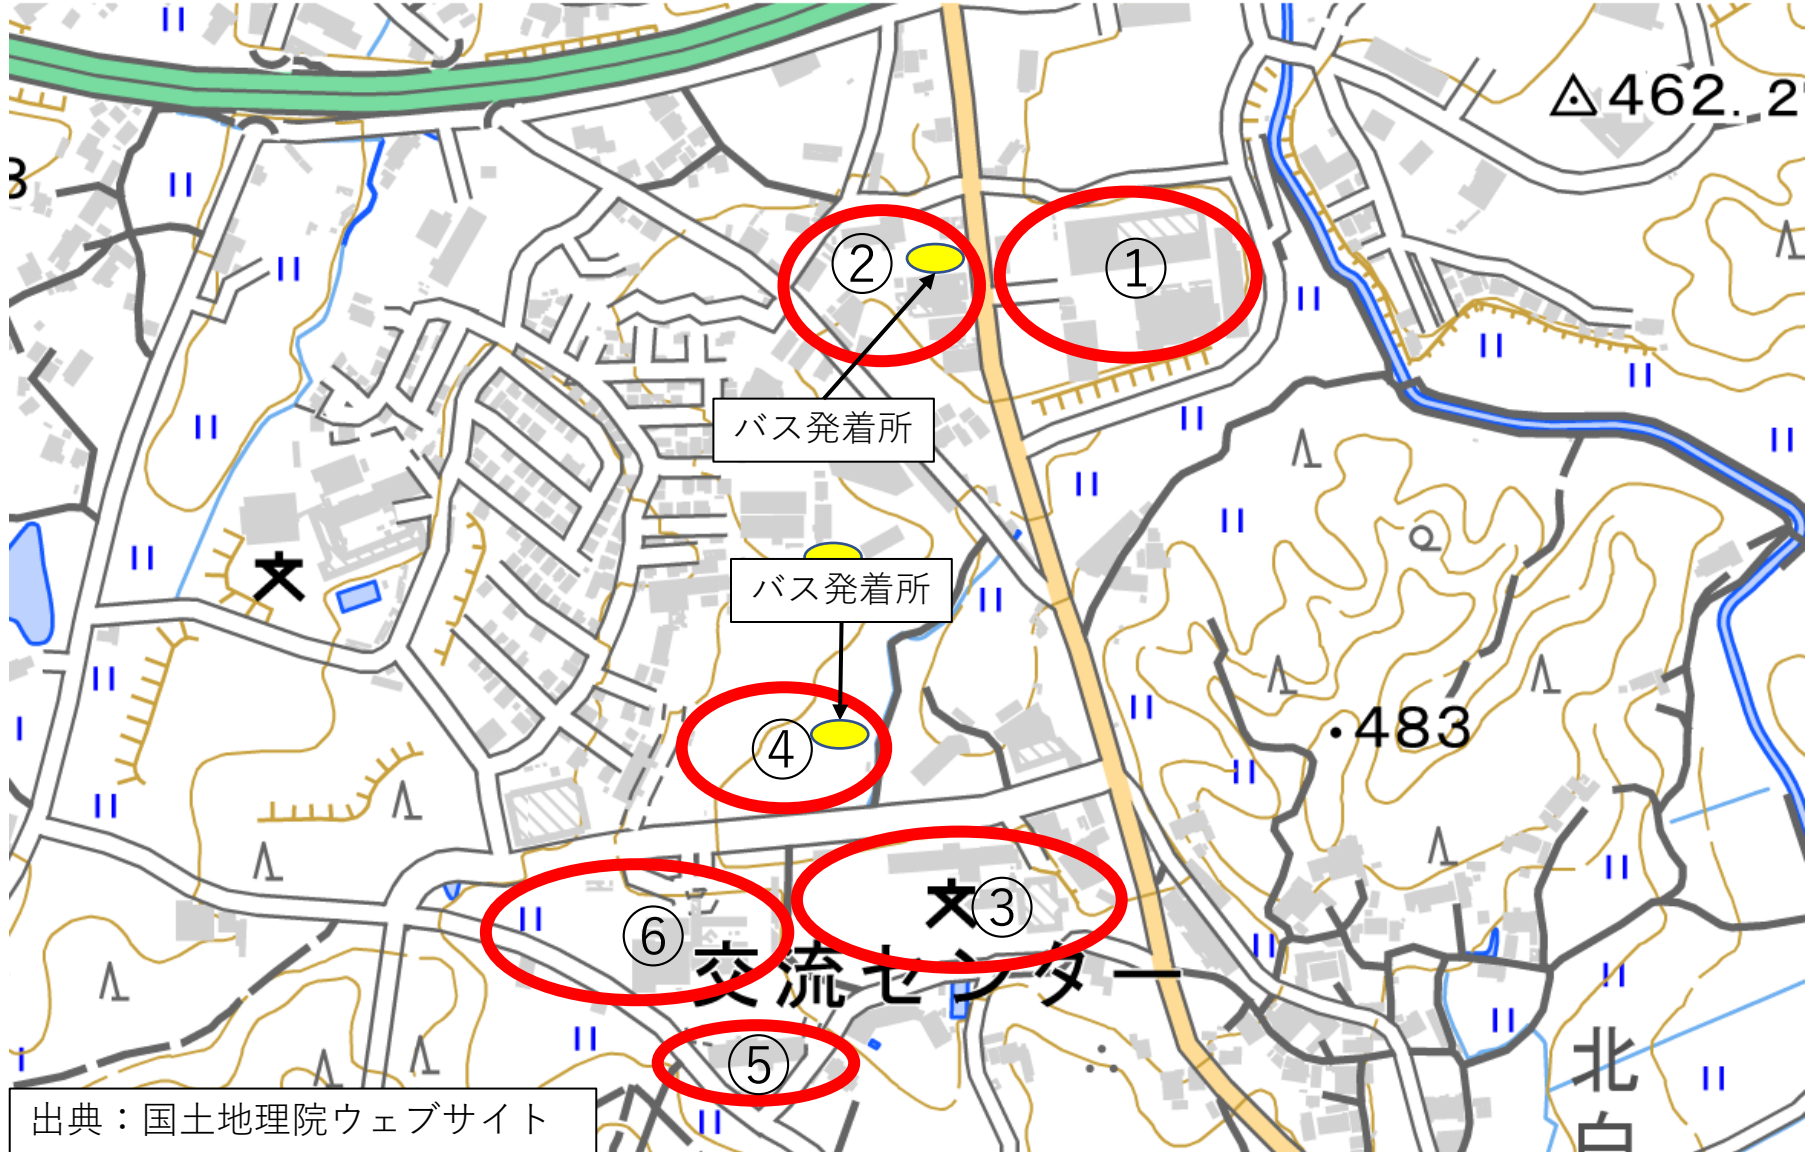 462.2
3
②
①
バス発着所
バス発着所
④
・483
③
⑥
交流センター
⑤
北
出典：国土地理院ウェブサイト